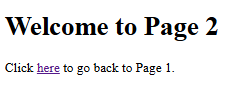 Welcome to Page 2
Click here to go back to Page 1.